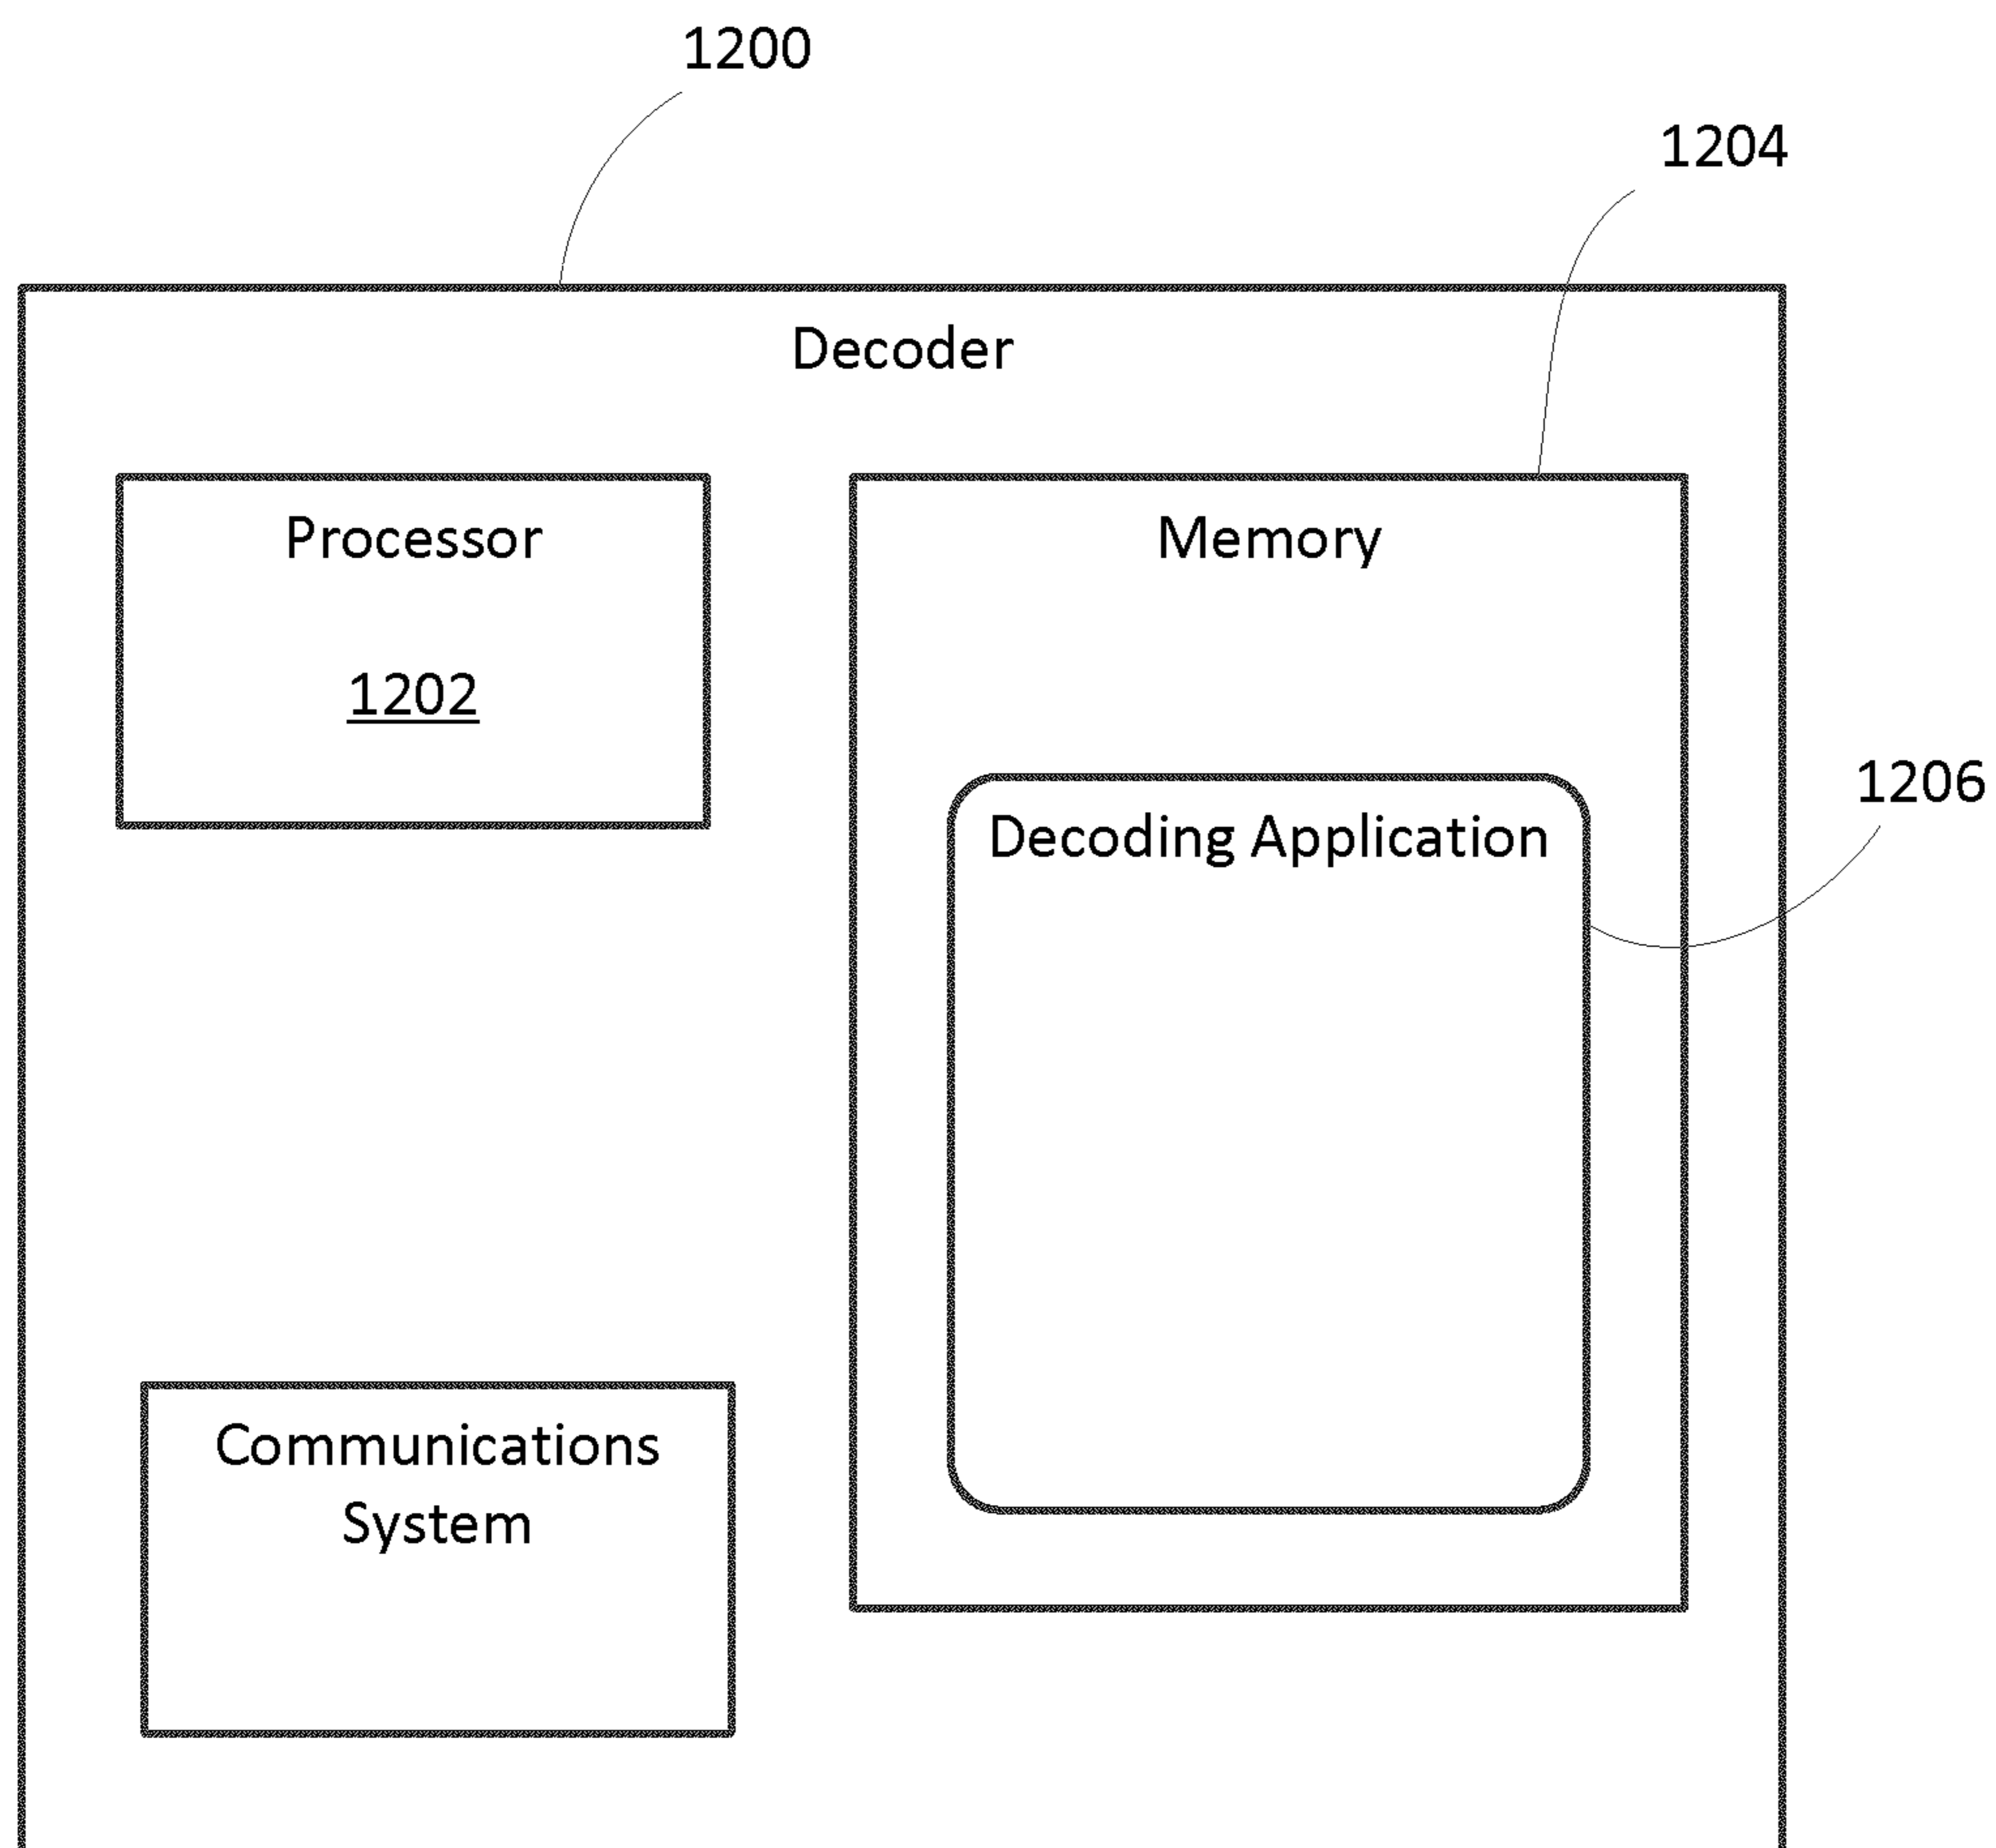 1200
1204
Decoder
Processor
Memory
1202
1206
Decoding Application
Communications
System